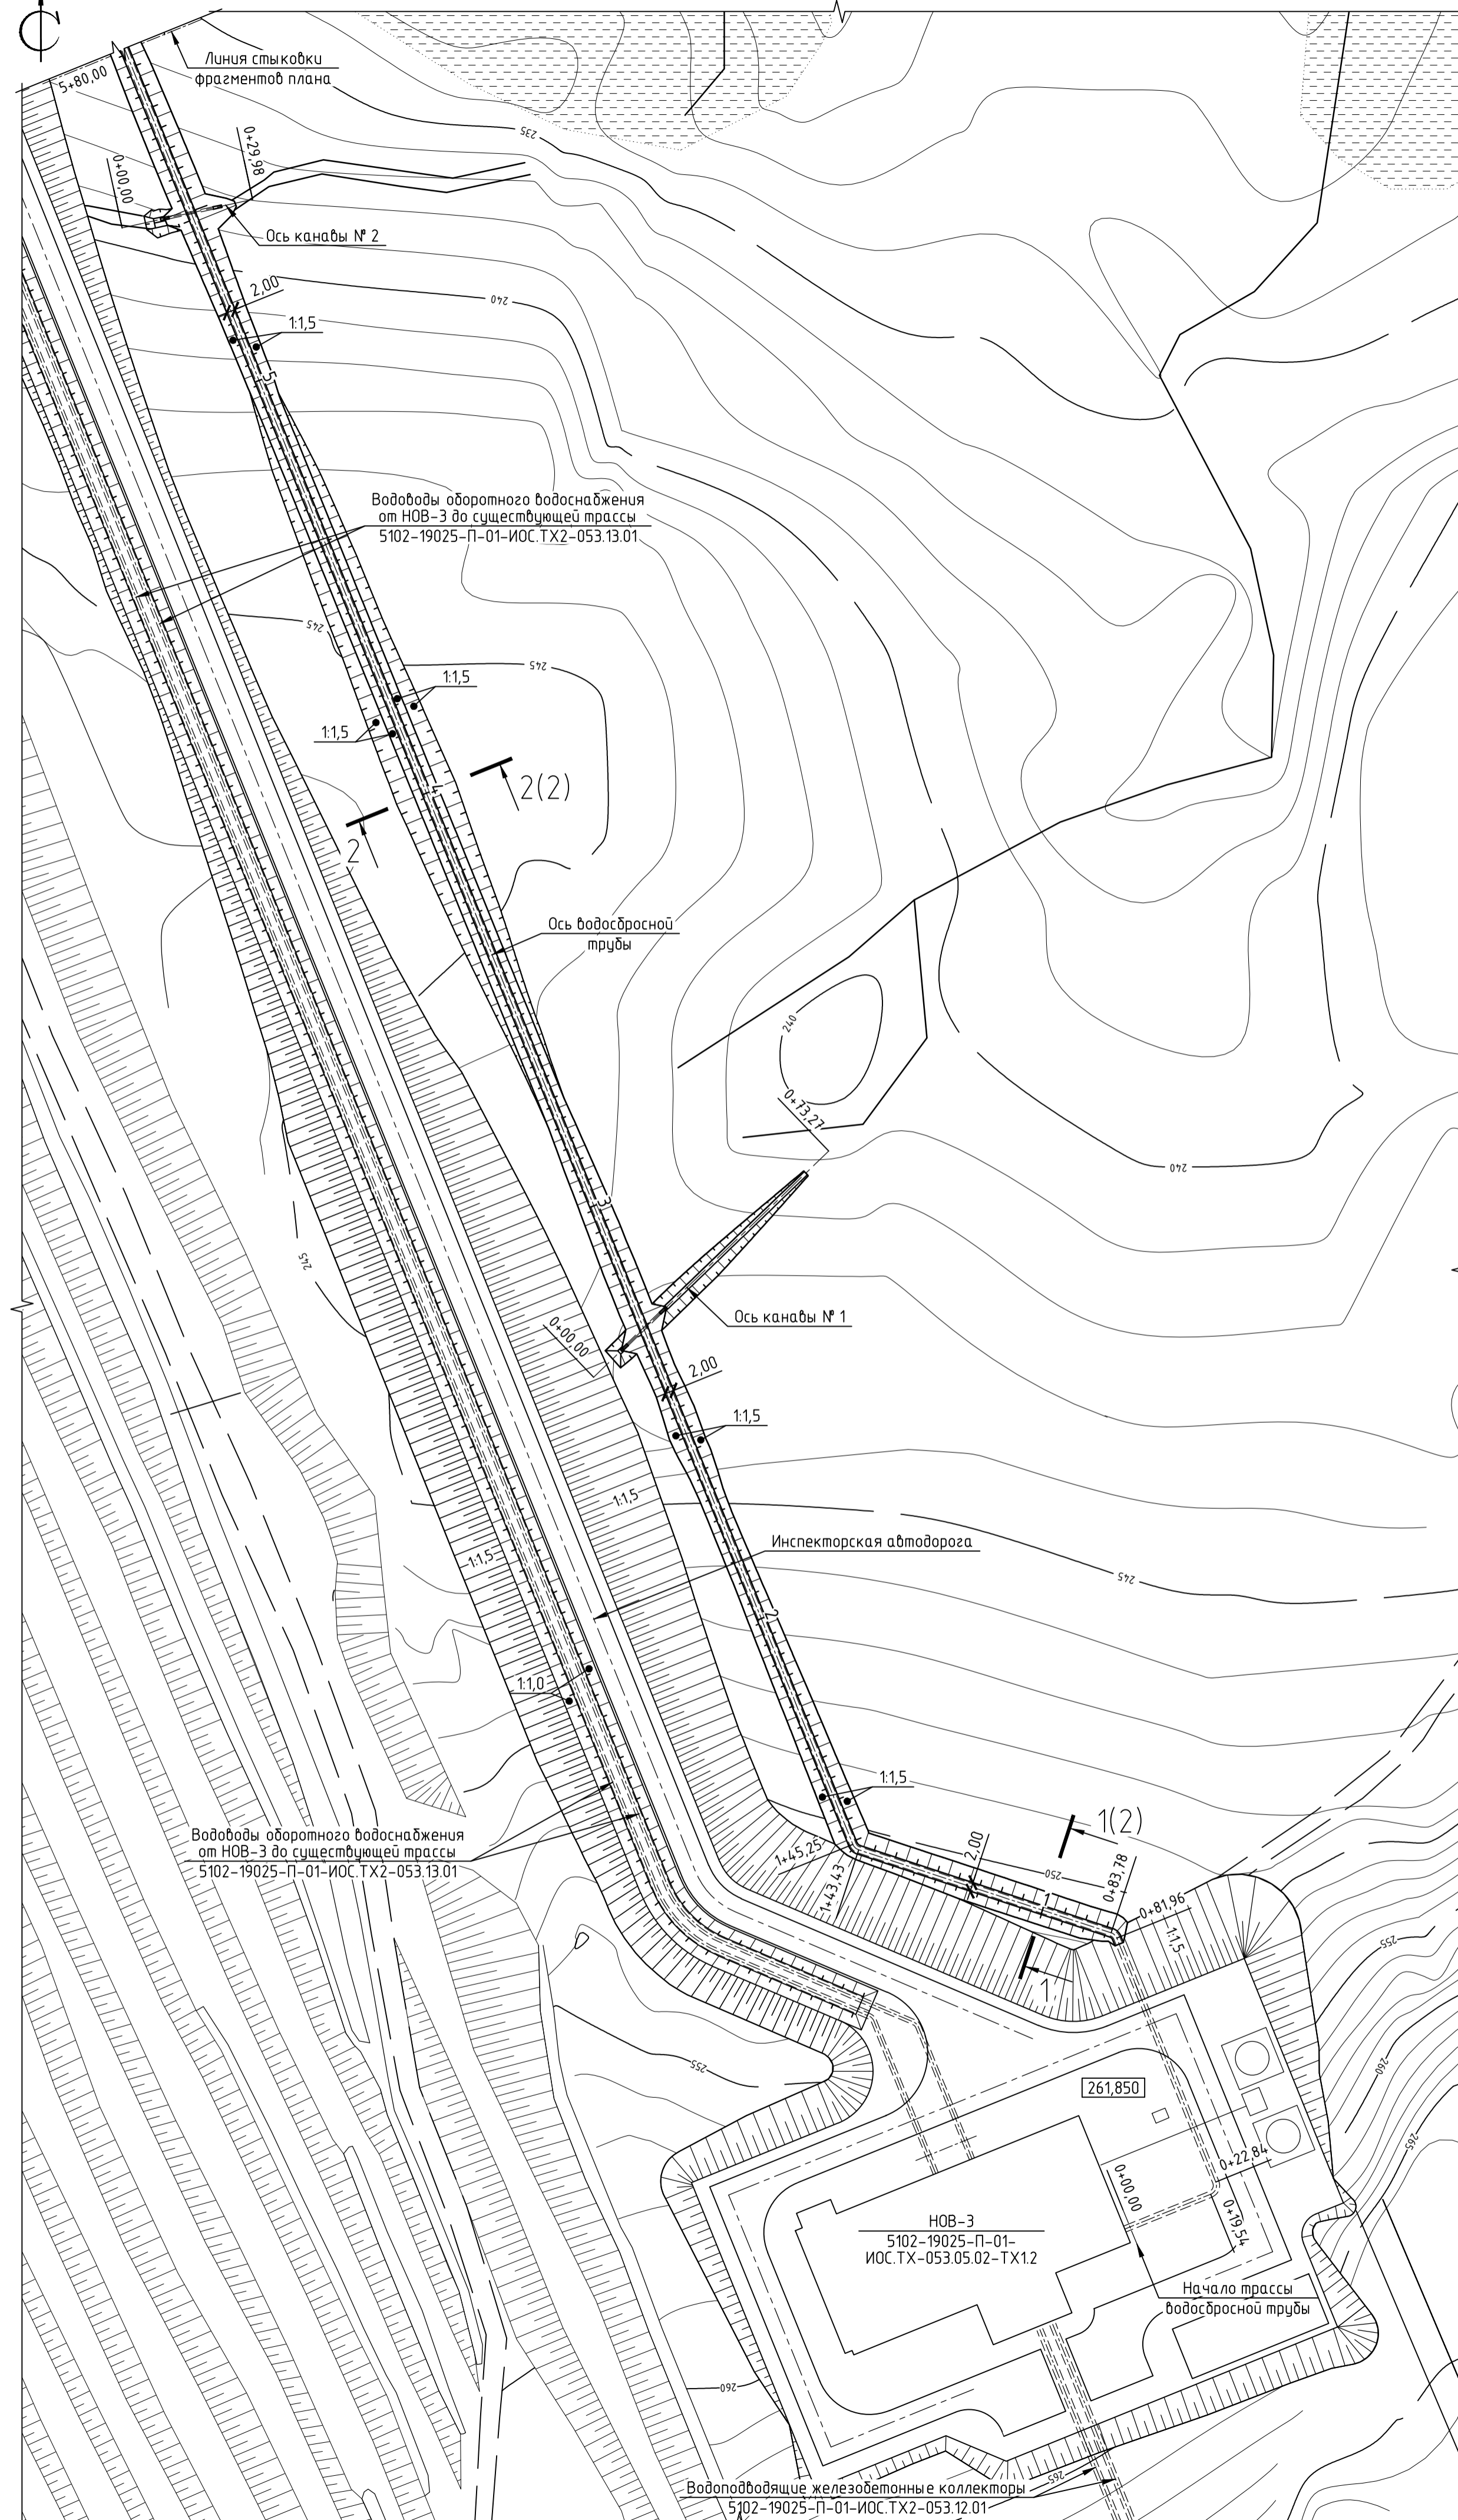 Линия стыковки
фрагментов плана
5+80,00
235
0+29,98
0+00,00
Ось канавы № 2
2,00
240
1:1,5
5
Водоводы оборотного водоснабжения
от НОВ-3 до существующей трассы
5102-19025-П-01-ИОС.ТХ2-053.13.01
245
245
1:1,5
1:1,5
2(2)
4
2
Ось водосбросной
трубы
240
0+73,27
240
3
245
Ось канавы № 1
0+00,00
2,00
1:1,5
1:1,5
Инспекторская автодорога
1:1,5
245
2
1:1,0
1:1,5
1(2)
Водоводы оборотного водоснабжения
от НОВ-3 до существующей трассы
5102-19025-П-01-ИОС.ТХ2-053.13.01
1+45,25
2,00
250
0+83,78
1+43,43
1
0+81,96
1:1,5
255
1
255
260
261,850
265
0+22,84
0+00,00
0+19,54
НОВ-3
5102-19025-П-01-
ИОС.ТХ-053.05.02-ТХ1.2
Начало трассы
водосбросной трубы
260
265
Водоподводящие железобетонные коллекторы
5102-19025-П-01-ИОС.ТХ2-053.12.01